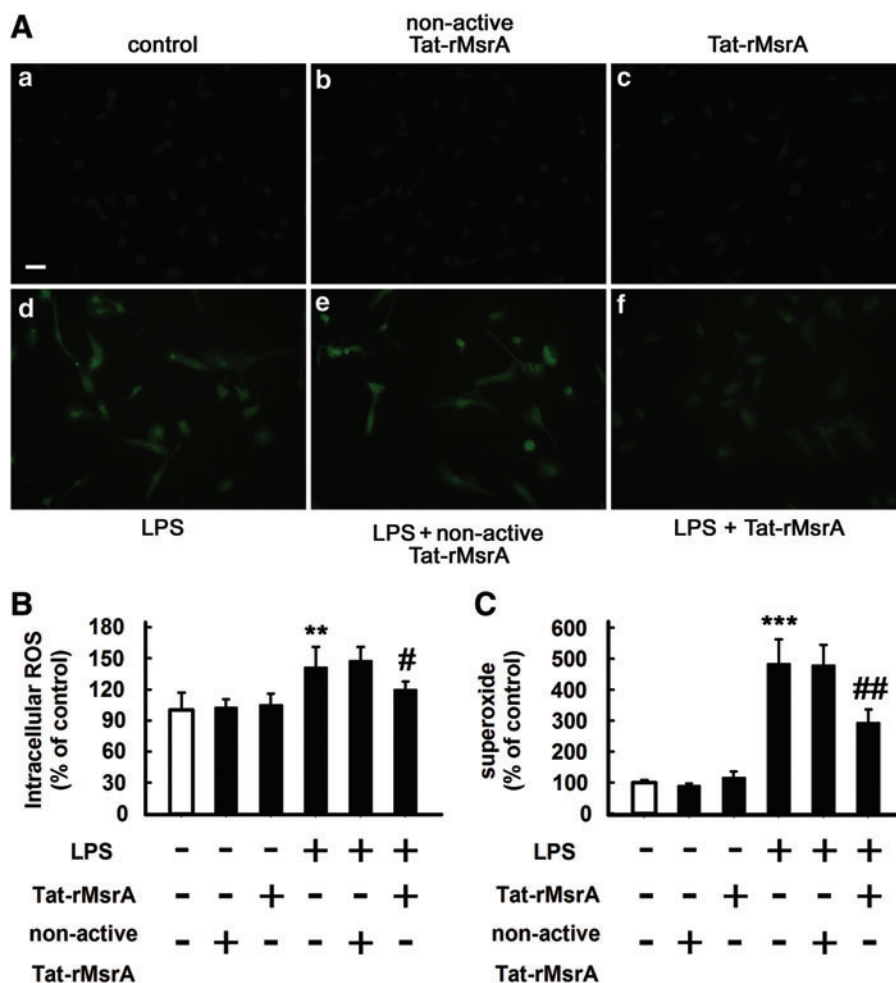 A
control
non-active
Tat-rMsrA
Tat-rMsrA
a
b
c
d
e
f
LPS
LPS + non-active
Tat-rMsrA
LPS + Tat-rMsrA
B
Intracellular ROS
(% of control)
180
150
120
90
60
30
0
**
#
LPS - - - + + +
Tat-rMsrA - - + - - +
non-active
Tat-rMsrA - + - - + -
C
superoxide
(% of control)
600
500
400
300
200
100
0
***
##
LPS - - - + + +
Tat-rMsrA - - + - - +
non-active
Tat-rMsrA - + - - + -